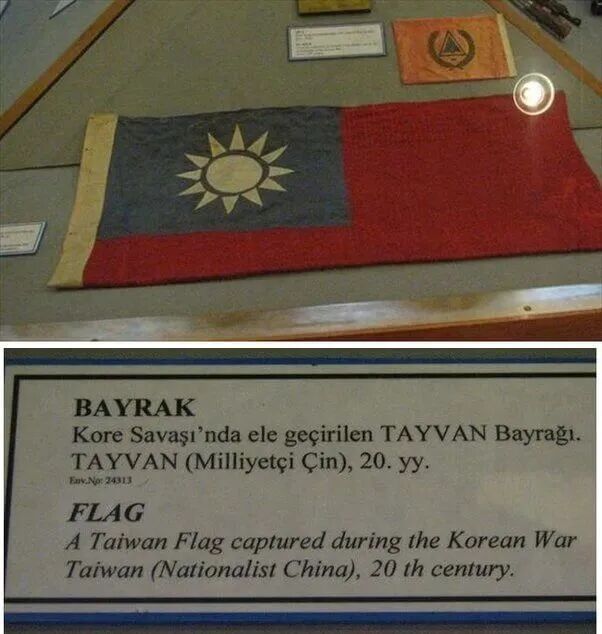 BAYRAK
Kore Savaşı'nda ele geçirilen TAYVAN Bayrağı.
TAYVAN (Milliyetçi Çin), 20. yy.
Env.No: 24313
FLAG
A Taiwan Flag captured during the Korean War
Taiwan (Nationalist China), 20 th century.